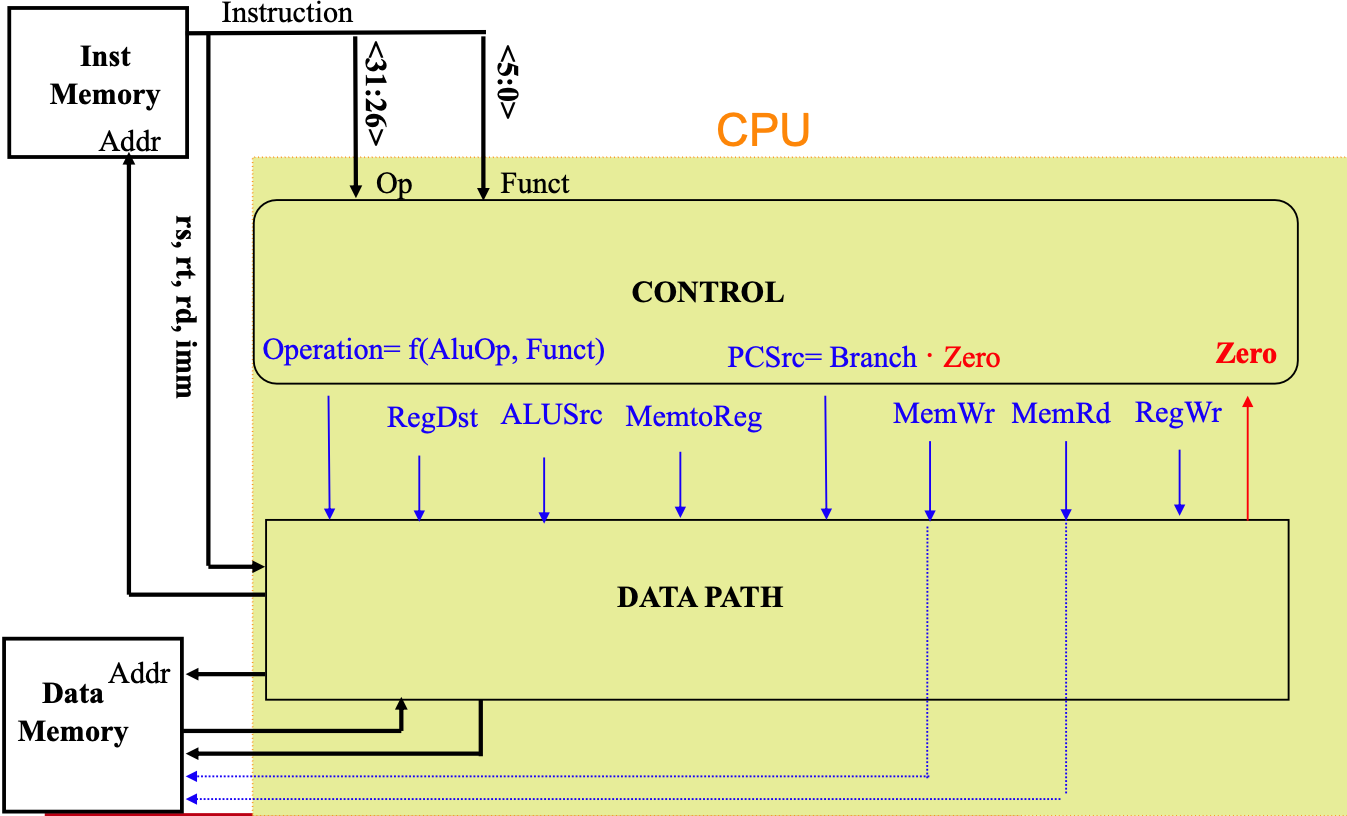 Instruction
Inst
Memory
Addr
<31:26>
<5:0>
CPU
Op
Funct
rs, rt, rd, imm
CONTROL
Operation= f(AluOp, Funct)
PCSrc= Branch · Zero
Zero
RegDst
ALUSrc
MemtoReg
MemWr
MemRd
RegWr
DATA PATH
Addr
Data
Memory